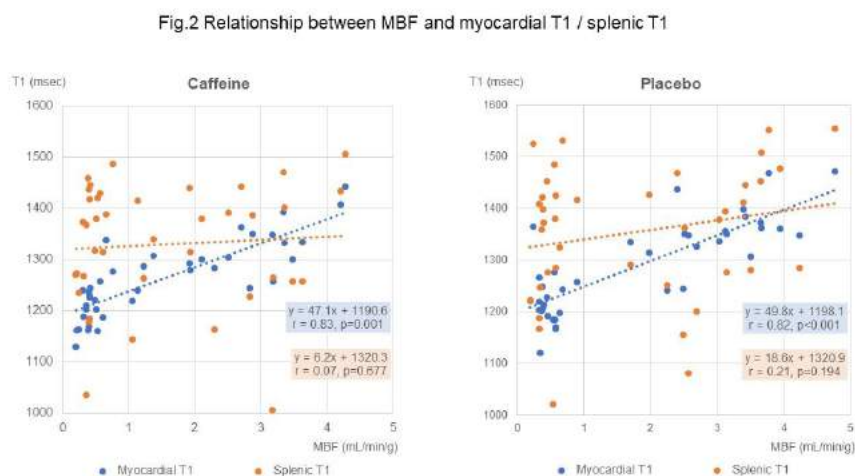 Fig.2 Relationship between MBF and myocardial T1 / splenic T1
T1 (msec)
Caffeine
1600
1500
1400
1300
1200
1100
1000
0
1
2
3
4
5
MBF (mL/min/g)
y = 47.1x + 1190.6
r = 0.83, p=0.001
y = 6.2x + 1320.3
r = 0.07, p=0.677
Myocardial T1
Splenic T1
T1 (msec)
Placebo
1600
1500
1400
1300
1200
1100
1000
0
1
2
3
4
5
MBF (mL/min/g)
y = 49.8x + 1198.1
r = 0.82, p<0.001
y = 18.6x + 1320.9
r = 0.21, p=0.194
Myocardial T1
Splenic T1